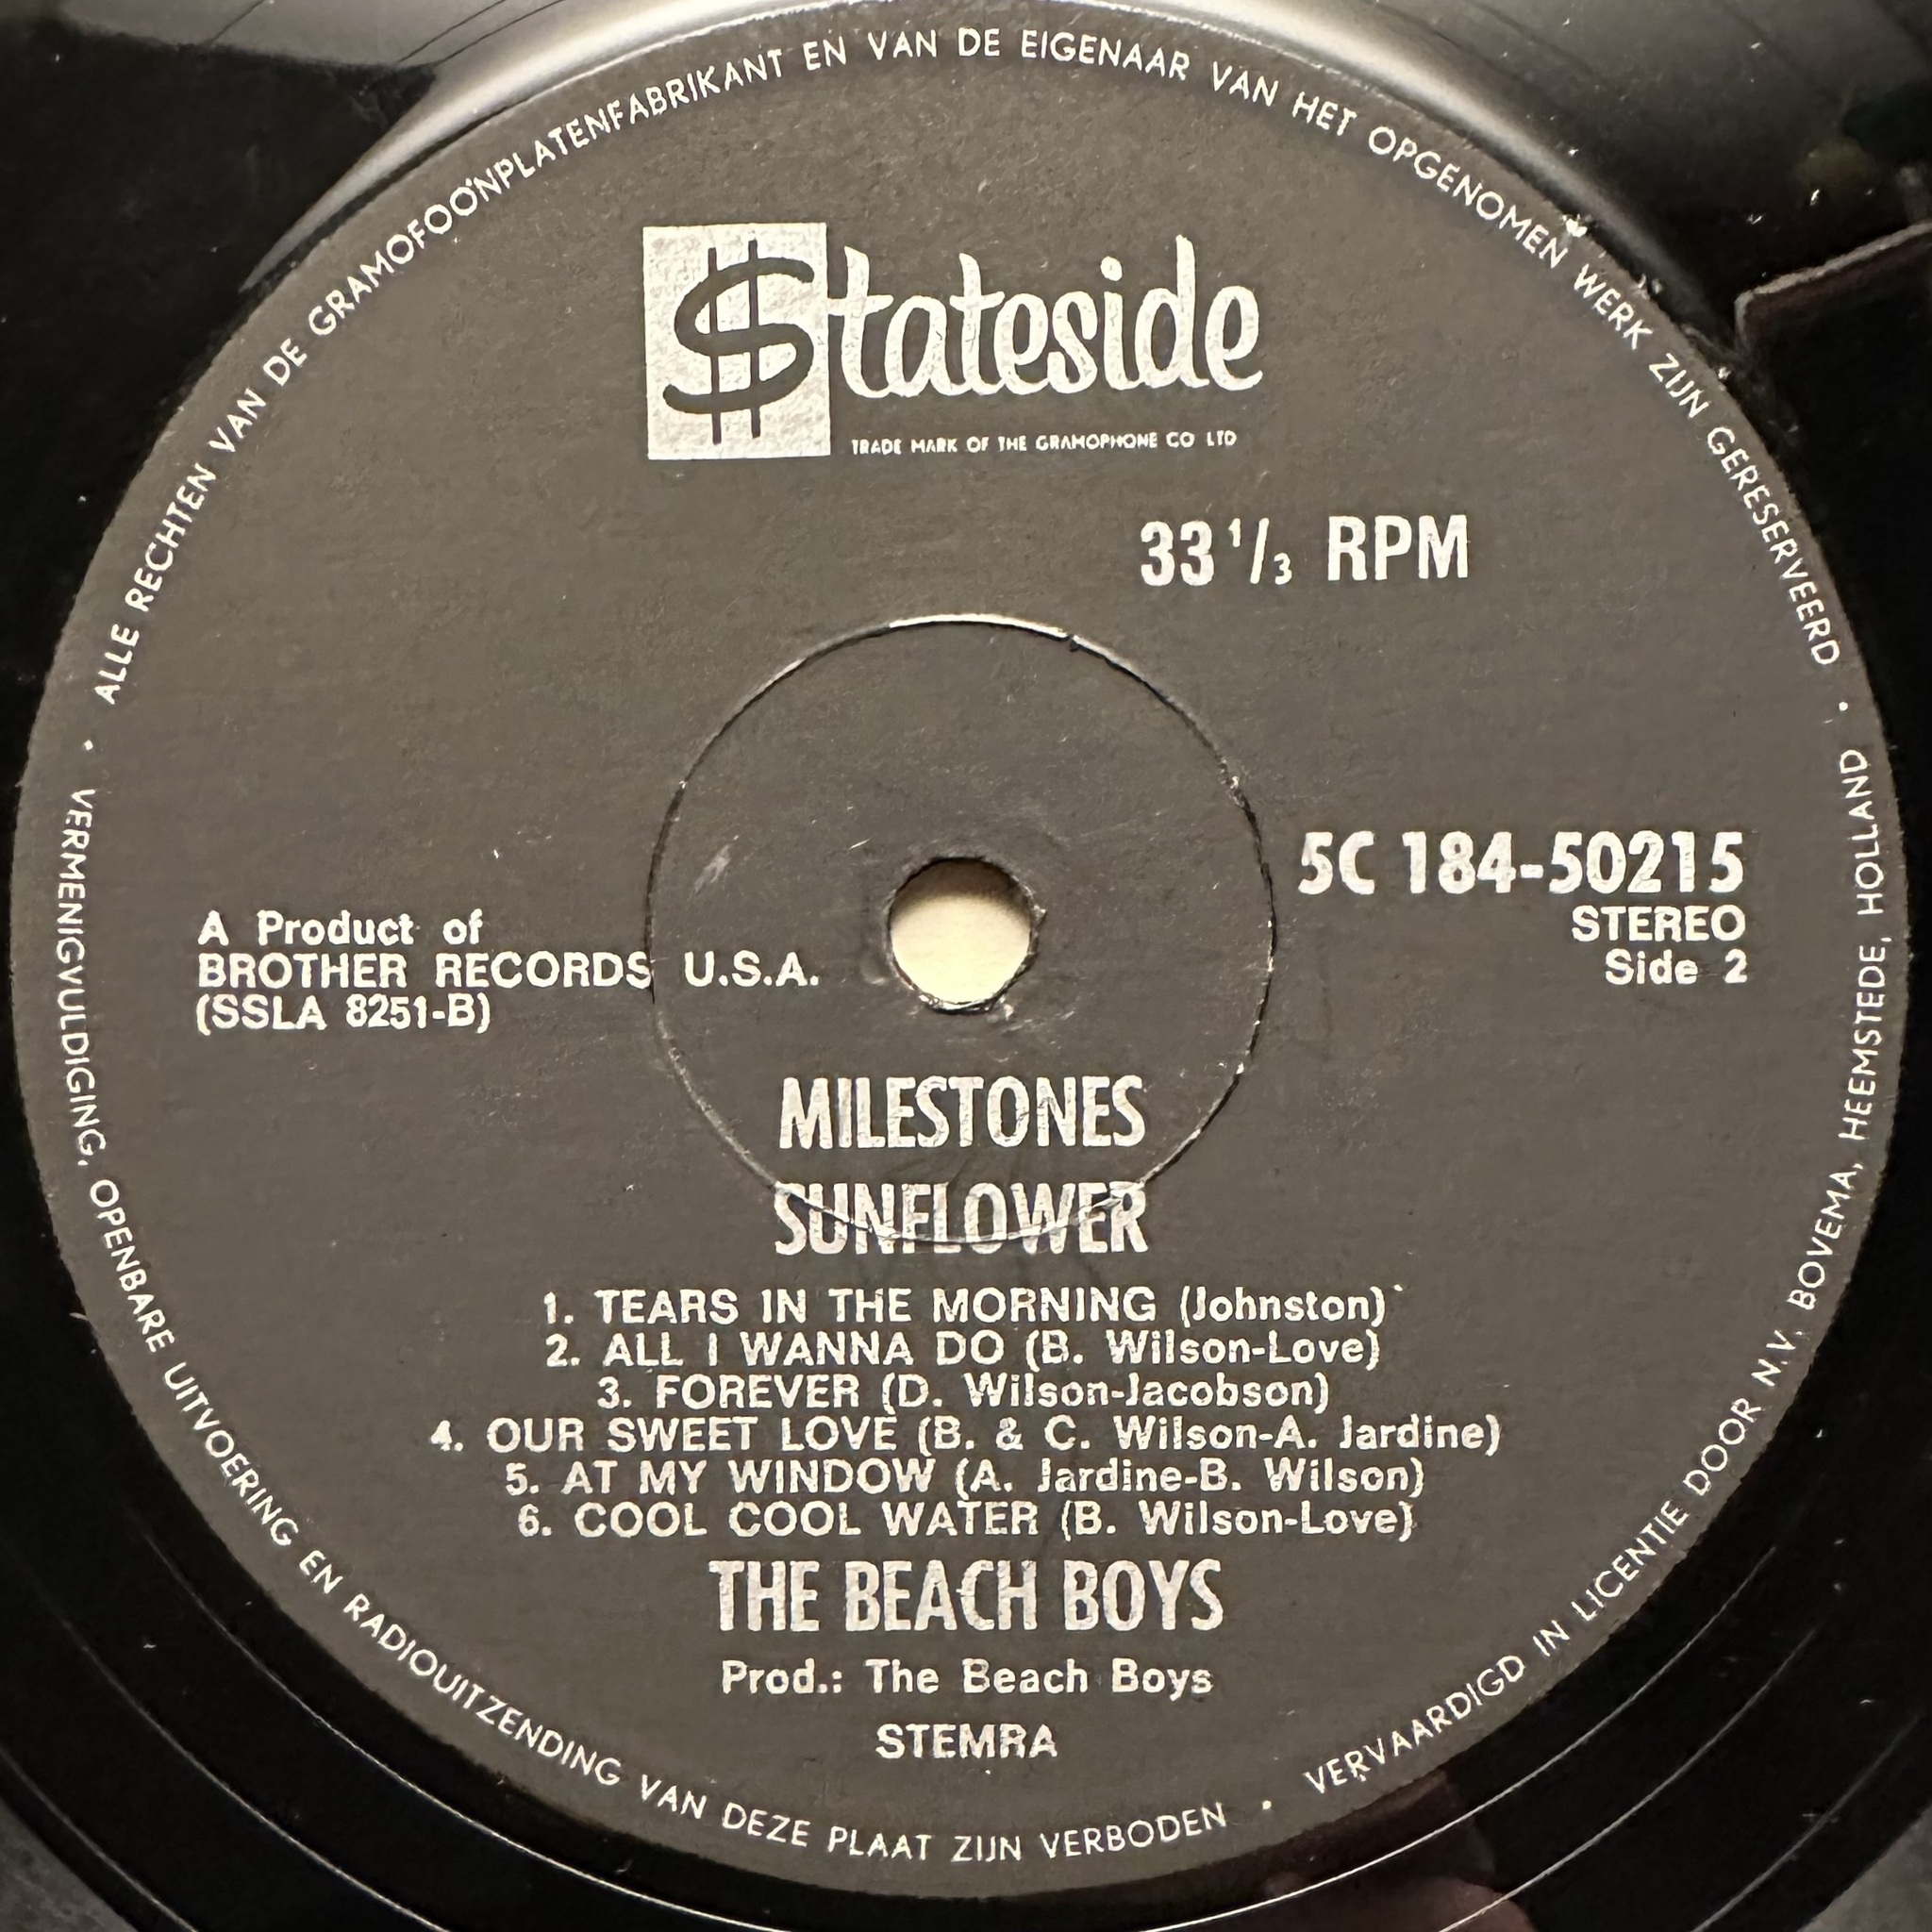 ALLE RECHTEN VAN DE GRAMOFOONPLATENFABRIKANT EN VAN DE EIGENAAR VAN HET OPGENOMEN WERK ZIJN GERESERVEERD •
$tateside
TRADE MARK OF THE GRAMOPHONE CO LTD
33 1/3 RPM
5C 184-50215
STEREO
Side 2
A Product of
BROTHER RECORDS U.S.A.
(SSLA 8251-B)
MILESTONES
SUNFLOWER
1. TEARS IN THE MORNING (Johnston)
2. ALL I WANNA DO (B. Wilson-Love)
3. FOREVER (D. Wilson-Jacobson)
4. OUR SWEET LOVE (B. & C. Wilson-A. Jardine)
5. AT MY WINDOW (A. Jardine-B. Wilson)
6. COOL COOL WATER (B. Wilson-Love)
THE BEACH BOYS
Prod.: The Beach Boys
STEMRA
• VERMENIGVULDIGING, OPENBARE UITVOERING EN RADIOUITZENDING VAN DEZE PLAAT ZIJN VERBODEN •
VERVAARDIGD IN LICENTIE DOOR N.V. BOVEMA, HEEMSTEDE, HOLLAND